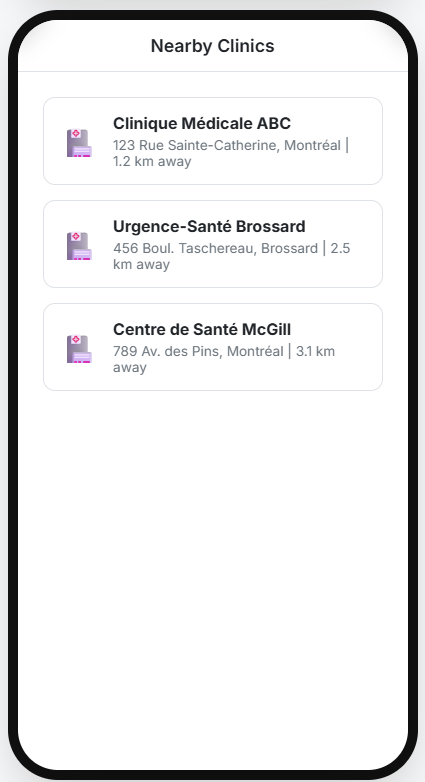 Nearby Clinics
Clinique Médicale ABC
123 Rue Sainte-Catherine, Montréal |
1.2 km away
Urgence-Santé Brossard
456 Boul. Taschereau, Brossard | 2.5
km away
Centre de Santé McGill
789 Av. des Pins, Montréal | 3.1 km
away